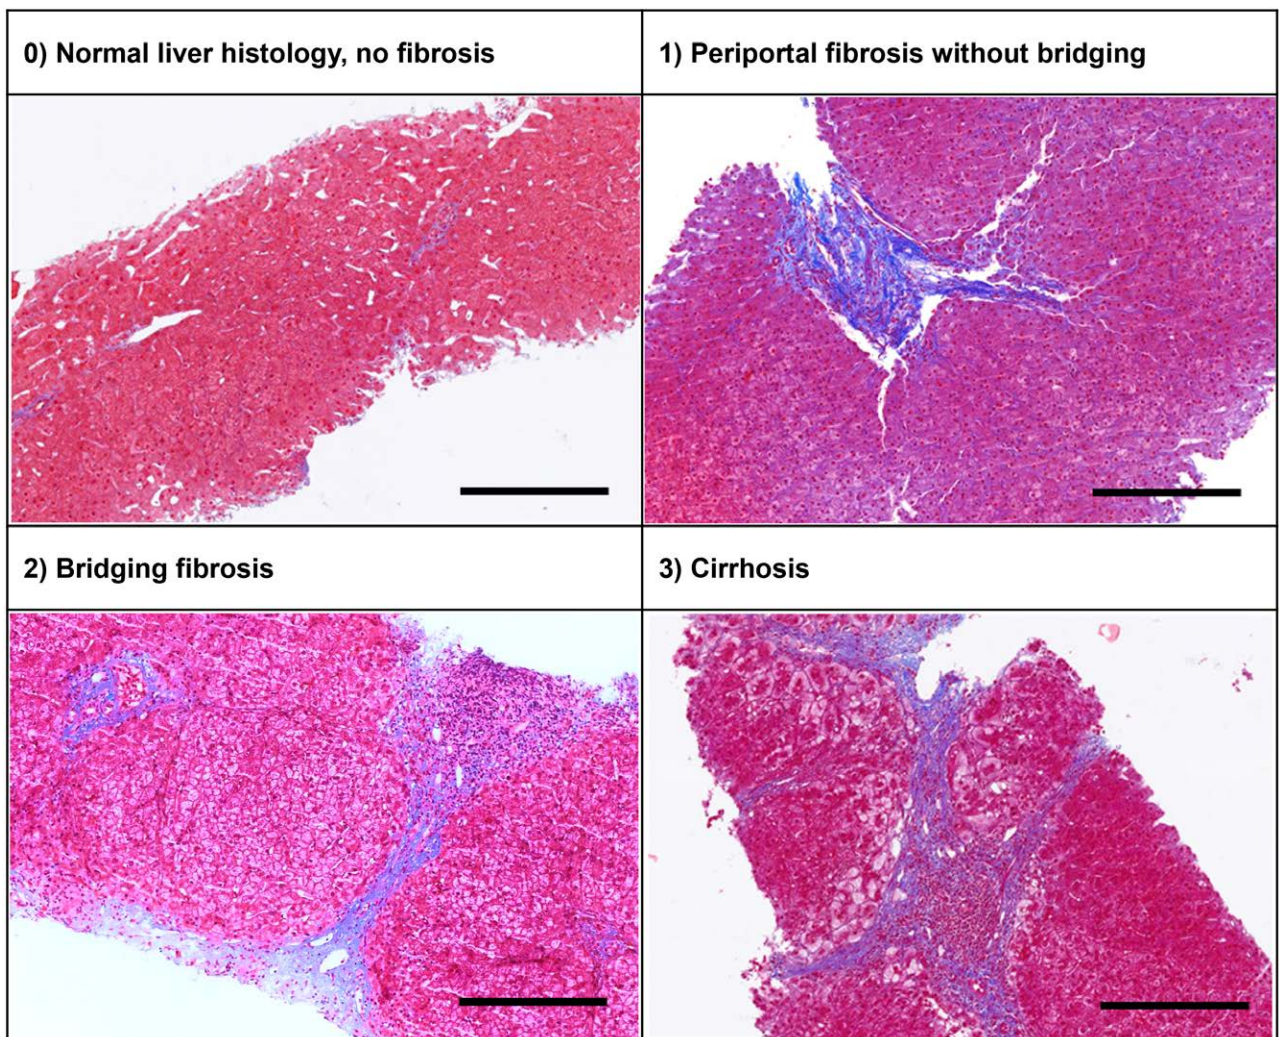 0) Normal liver histology, no fibrosis
1) Periportal fibrosis without bridging
2) Bridging fibrosis
3) Cirrhosis